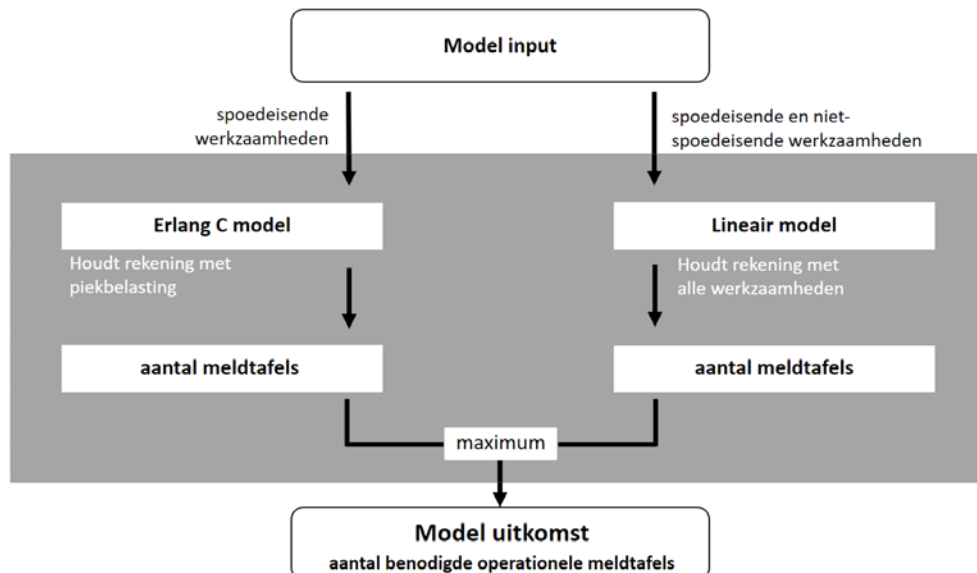 Model input
spoedeisende
werkzaamheden
spoedeisende en niet-
spoedeisende werkzaamheden
Erlang C model
Houdt rekening met
piekbelasting
Lineair model
Houdt rekening met
alle werkzaamheden
aantal meldtafels
aantal meldtafels
maximum
Model uitkomst
aantal benodigde operationele meldtafels